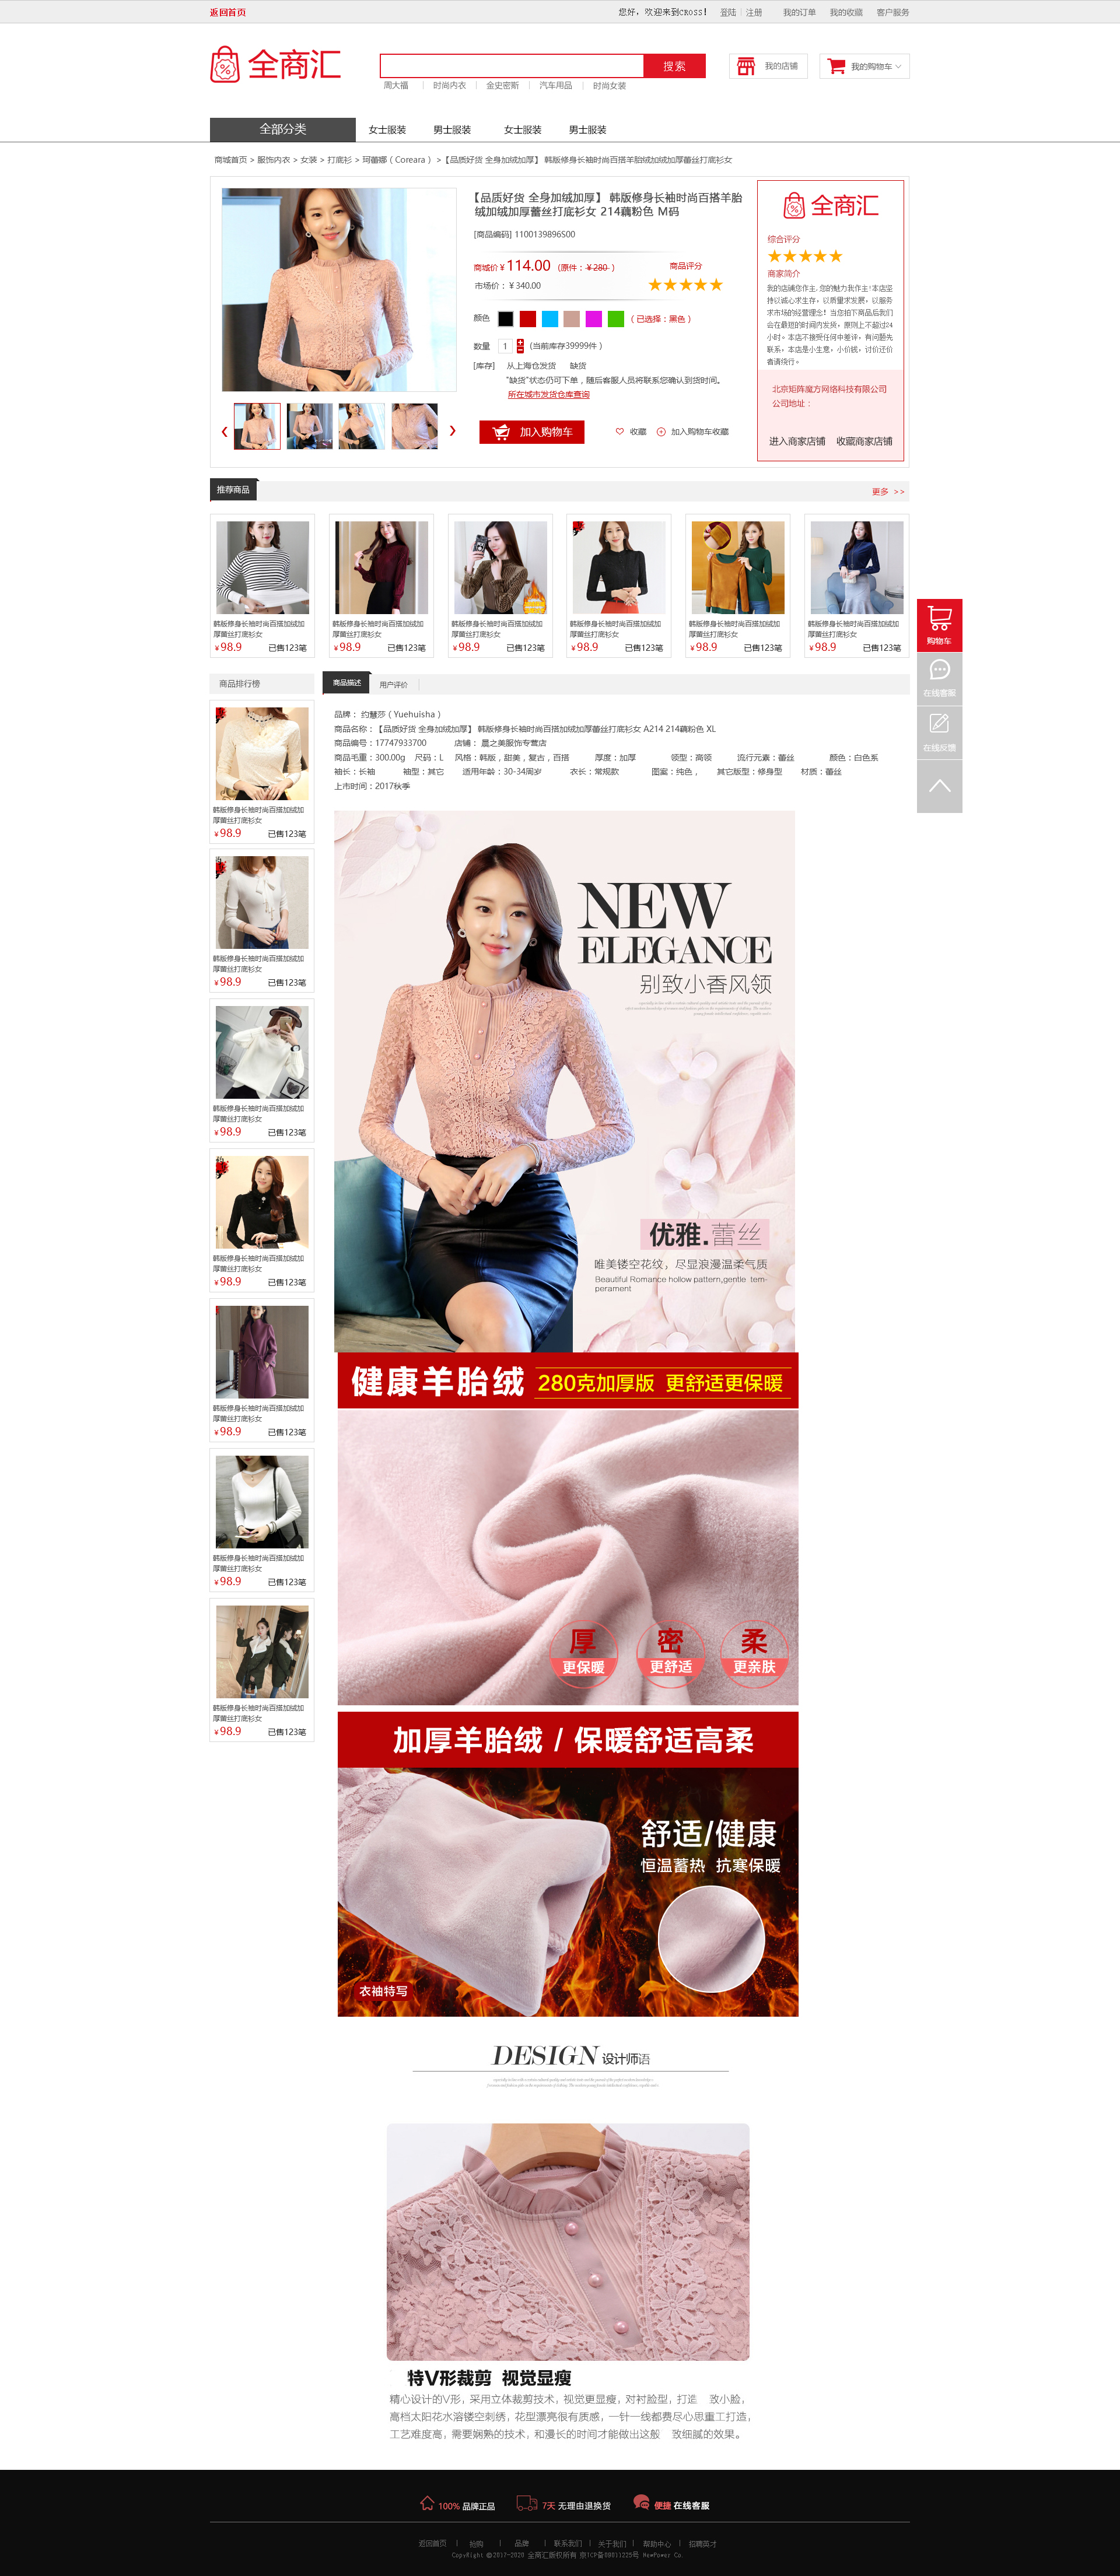 返回首页
您好，欢迎来到CROSS！ 登陆 注册 我的订单 我的收藏 客户服务
全商汇
搜索
我的店铺
我的购物车
周大福 时尚内衣 金史密斯 汽车用品 时尚女装
全部分类 女士服装 男士服装 女士服装 男士服装
商城首页 > 服饰内衣 > 女装 > 打底衫 > 珂蕾娜（Coreara） >【品质好货 全身加绒加厚】 韩版修身长袖时尚百搭羊胎绒加绒加厚蕾丝打底衫女
【品质好货 全身加绒加厚】 韩版修身长袖时尚百搭羊胎
绒加绒加厚蕾丝打底衫女 214藕粉色 M码
[商品编码] 1100139896S00
商城价￥114.00 （原件：￥280 ）
商品评分
市场价：￥340.00
颜色 （已选择：黑色）
数量 1 （当前库存39999件）
[库存] 从上海仓发货 缺货
"缺货"状态仍可下单，随后客服人员将联系您确认到货时间。
所在城市发货仓库查询
加入购物车
收藏
加入购物车收藏
全商汇
综合评分
商家简介
我的店铺您作主,您的魅力我作主!本店坚
持以诚心求生存，以质量求发展，以服务
求市场的经营理念！当您拍下商品后我们
会在最短的时间内发货，原则上不超过24
小时。本店不接受任何中差评，有问题先
联系，本店是小生意，小价钱，讨价还价
者请绕行。
北京矩阵魔方网络科技有限公司
公司地址：
进入商家店铺 收藏商家店铺
推荐商品
更多 >>
韩版修身长袖时尚百搭加绒加
厚蕾丝打底衫女
￥98.9 已售123笔
韩版修身长袖时尚百搭加绒加
厚蕾丝打底衫女
￥98.9 已售123笔
韩版修身长袖时尚百搭加绒加
厚蕾丝打底衫女
￥98.9 已售123笔
韩版修身长袖时尚百搭加绒加
厚蕾丝打底衫女
￥98.9 已售123笔
韩版修身长袖时尚百搭加绒加
厚蕾丝打底衫女
￥98.9 已售123笔
韩版修身长袖时尚百搭加绒加
厚蕾丝打底衫女
￥98.9 已售123笔
购物车
在线客服
在线反馈
商品排行榜
韩版修身长袖时尚百搭加绒加
厚蕾丝打底衫女
￥98.9 已售123笔
韩版修身长袖时尚百搭加绒加
厚蕾丝打底衫女
￥98.9 已售123笔
韩版修身长袖时尚百搭加绒加
厚蕾丝打底衫女
￥98.9 已售123笔
韩版修身长袖时尚百搭加绒加
厚蕾丝打底衫女
￥98.9 已售123笔
韩版修身长袖时尚百搭加绒加
厚蕾丝打底衫女
￥98.9 已售123笔
韩版修身长袖时尚百搭加绒加
厚蕾丝打底衫女
￥98.9 已售123笔
韩版修身长袖时尚百搭加绒加
厚蕾丝打底衫女
￥98.9 已售123笔
商品描述 用户评价
品牌： 约慧莎（Yuehuisha）
商品名称：【品质好货 全身加绒加厚】 韩版修身长袖时尚百搭加绒加厚蕾丝打底衫女 A214 214藕粉色 XL
商品编号：17747933700 店铺： 晨之美服饰专营店
商品毛重：300.00g 尺码：L 风格：韩版，甜美，复古，百搭 厚度：加厚 领型：高领 流行元素：蕾丝 颜色：白色系
袖长：长袖 袖型：其它 适用年龄：30-34周岁 衣长：常规款 图案：纯色， 其它版型：修身型 材质：蕾丝
上市时间：2017秋季
NEW
ELEGANCE
别致小香风领
优雅.蕾丝
唯美镂空花纹，尽显浪漫温柔气质
Beautiful Romance hollow pattern,gentle tem-
perament
健康羊胎绒 280克加厚版 更舒适更保暖
厚 密 柔
更保暖 更舒适 更亲肤
加厚羊胎绒 / 保暖舒适高柔
舒适/健康
恒温蓄热 抗寒保暖
衣袖特写
DESIGN 设计师语
特V形裁剪 视觉显瘦
精心设计的V形，采用立体裁剪技术，视觉更显瘦，对衬脸型，打造 致小脸，
高档太阳花水溶镂空刺绣，花型漂亮很有质感，一针一线都费尽心思重工打造，
工艺难度高，需要娴熟的技术，和漫长的时间才能做出这般 致细腻的效果。
100% 品牌正品 7天 无理由退换货 便捷 在线客服
返回首页 | 抢购 | 品牌 | 联系我们 | 关于我们 | 帮助中心 | 招聘英才
CopyRight ©2017-2020 全商汇版权所有 京ICP备09011225号 NewPower Co.